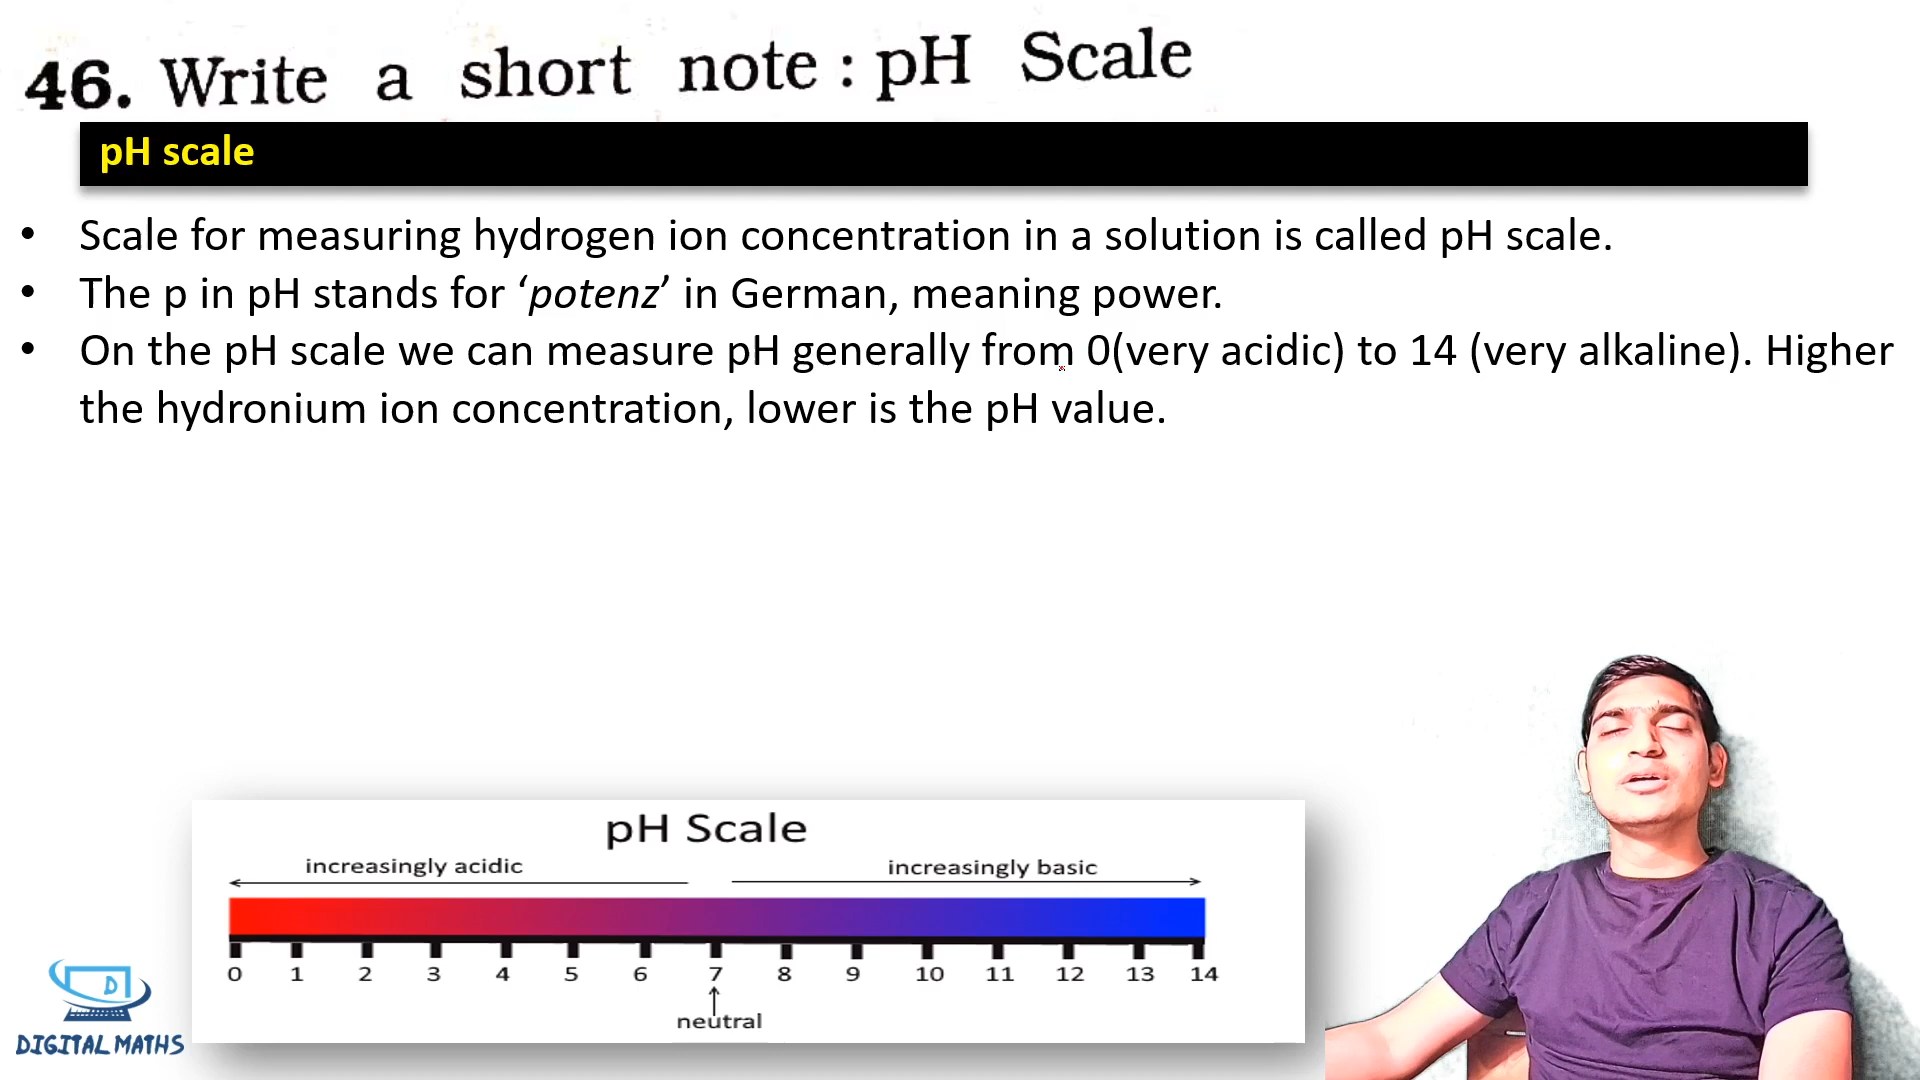 46. Write a short note : pH Scale
pH scale
• Scale for measuring hydrogen ion concentration in a solution is called pH scale.
• The p in pH stands for ‘potenz’ in German, meaning power.
• On the pH scale we can measure pH generally from 0(very acidic) to 14 (very alkaline). Higher
the hydronium ion concentration, lower is the pH value.
pH Scale
increasingly acidic increasingly basic
0 1 2 3 4 5 6 7 8 9 10 11 12 13 14
neutral
D
DIGITAL MATHS